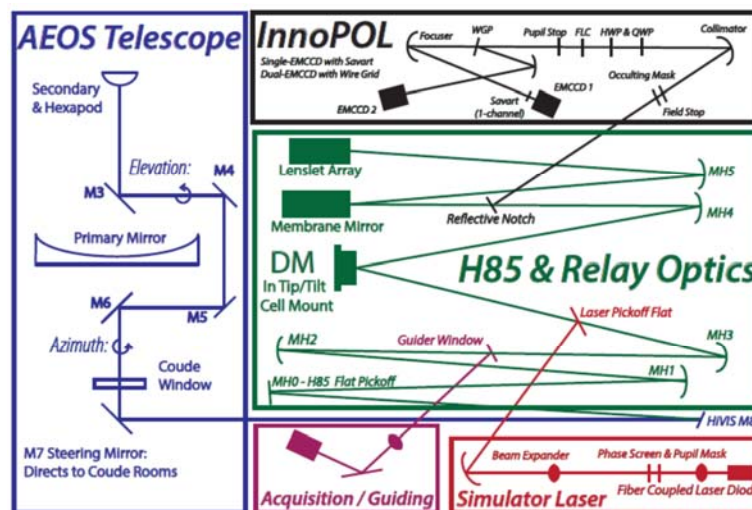 AEOS Telescope
Secondary
& Hexapod
Elevation:
M4
M3
Primary Mirror
M6
M5
Azimuth:
Coude
Window
M7 Steering Mirror:
Directs to Coude Rooms
InnoPOL
Single-EMCCD with Savart
Dual-EMCCD with Wire Grid
Focuser
WGP
Pupil Stop
FLC
HWP & QWP
Collimator
EMCCD 2
Savart
(1-channel)
EMCCD 1
Occulting Mask
Field Stop
Lenslet Array
MH5
Membrane Mirror
Reflective Notch
MH4
DM
In Tip/Tilt
Cell Mount
H85 & Relay Optics
Laser Pickoff Flat
MH2
Guider Window
MH3
MH1
MH0 - H85 Flat Pickoff
HiVIS
Acquisition / Guiding
Beam Expander
Phase Screen & Pupil Mask
Fiber Coupled Laser
Simulator Laser